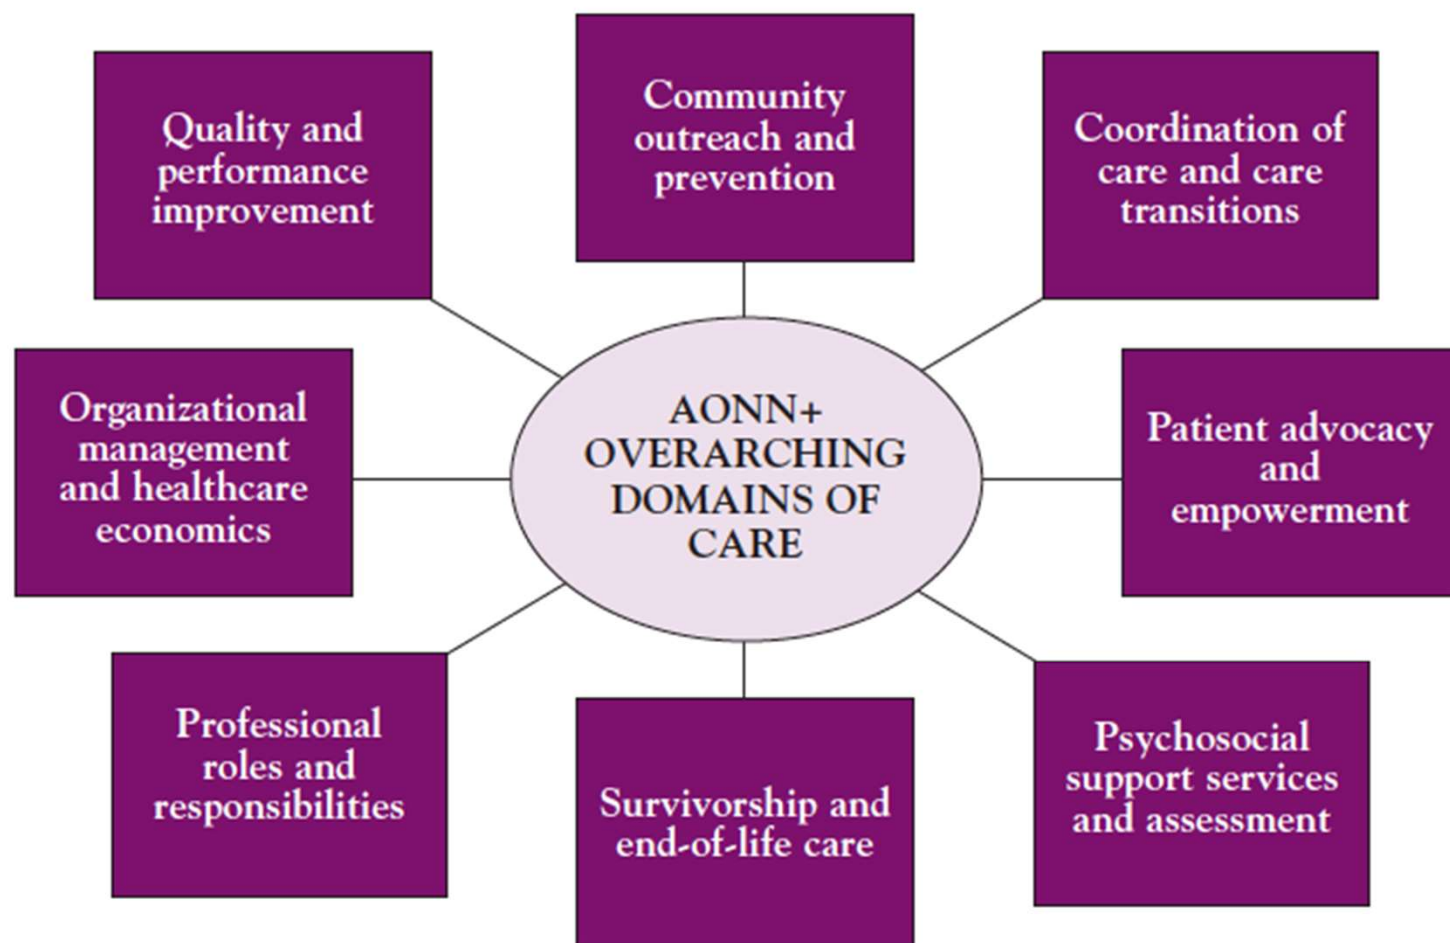 Quality and
performance
improvement
Community
outreach and
prevention
Coordination of
care and care
transitions
Organizational
management
and healthcare
economics
AONN+
OVERARCHING
DOMAINS OF
CARE
Patient advocacy
and
empowerment
Professional
roles and
responsibilities
Survivorship and
end-of-life care
Psychosocial
support services
and assessment